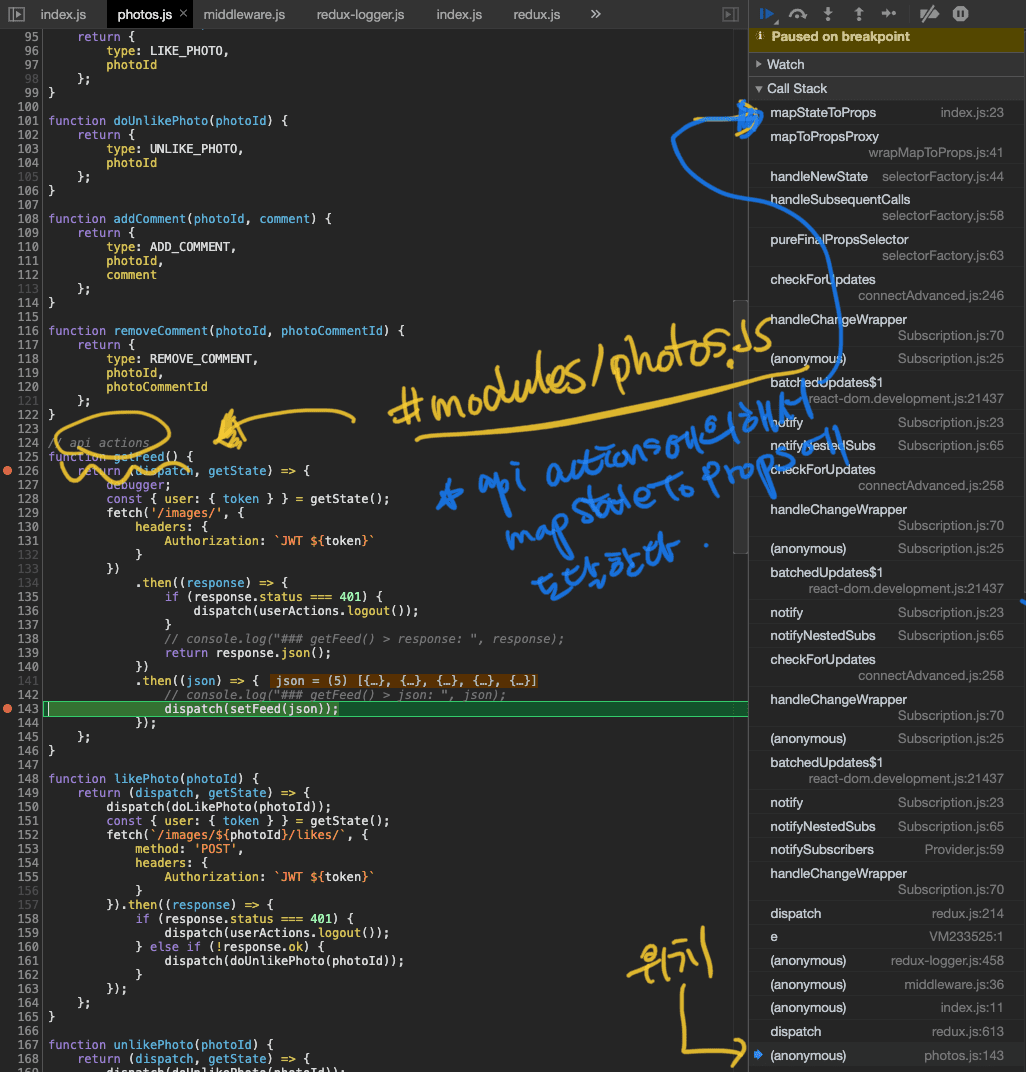 index.js photos.js × middleware.js redux-logger.js index.js redux.js »
95 return {
96 type: LIKE_PHOTO,
97 photoId
98 };
99 }
100
101 function doUnlikePhoto(photoId) {
102 return {
103 type: UNLIKE_PHOTO,
104 photoId
105 };
106 }
107
108 function addComment(photoId, comment) {
109 return {
110 type: ADD_COMMENT,
111 photoId,
112 comment
113 };
114 }
115
116 function removeComment(photoId, photoCommentId) {
117 return {
118 type: REMOVE_COMMENT,
119 photoId,
120 photoCommentId
121 };
122 }
123
124 // api actions
125 function getFeed() {
126 return (dispatch, getState) => {
127 debugger;
128 const { user: { token } } = getState();
129 fetch('/images/', {
130 headers: {
131 Authorization: `JWT ${token}`
132 }
133 })
134 .then((response) => {
135 if (response.status === 401) {
136 dispatch(userActions.logout());
137 }
138 // console.log("### getFeed() > response: ", response);
139 return response.json();
140 })
141 .then((json) => { json = (5) [{…}, {…}, {…}, {…}, {…}]
142 // console.log("### getFeed() > json: ", json);
143 dispatch(setFeed(json));
144 });
145 };
146 }
147
148 function likePhoto(photoId) {
149 return (dispatch, getState) => {
150 dispatch(doLikePhoto(photoId));
151 const { user: { token } } = getState();
152 fetch(`/images/${photoId}/likes/`, {
153 method: 'POST',
154 headers: {
155 Authorization: `JWT ${token}`
156 }
157 }).then((response) => {
158 if (response.status === 401) {
159 dispatch(userActions.logout());
160 } else if (!response.ok) {
161 dispatch(doUnlikePhoto(photoId));
162 }
163 });
164 };
165 }
166
167 function unlikePhoto(photoId) {
168 return (dispatch, getState) => {
169 dispatch(doUnlikePhoto(photoId));
#modules/photos.js
★ api actions에 의해서
mapStateToProps에
도달한다.
위치
Paused on breakpoint
Watch
Call Stack
mapStateToProps index.js:23
mapToPropsProxy
wrapMapToProps.js:41
handleNewState selectorFactory.js:44
handleSubsequentCalls
selectorFactory.js:58
pureFinalPropsSelector
selectorFactory.js:63
checkForUpdates
connectAdvanced.js:246
handleChangeWrapper
Subscription.js:70
(anonymous) Subscription.js:25
batchedUpdates$1
react-dom.development.js:21437
notify Subscription.js:23
notifyNestedSubs Subscription.js:65
checkForUpdates
connectAdvanced.js:258
handleChangeWrapper
Subscription.js:70
(anonymous) Subscription.js:25
batchedUpdates$1
react-dom.development.js:21437
notify Subscription.js:23
notifyNestedSubs Subscription.js:65
checkForUpdates
connectAdvanced.js:258
handleChangeWrapper
Subscription.js:70
(anonymous) Subscription.js:25
batchedUpdates$1
react-dom.development.js:21437
notify Subscription.js:23
notifyNestedSubs Subscription.js:65
notifySubscribers Provider.js:59
handleChangeWrapper
Subscription.js:70
dispatch redux.js:214
e VM233525:1
(anonymous) redux-logger.js:458
(anonymous) middleware.js:36
(anonymous) index.js:11
dispatch redux.js:613
(anonymous) photos.js:143